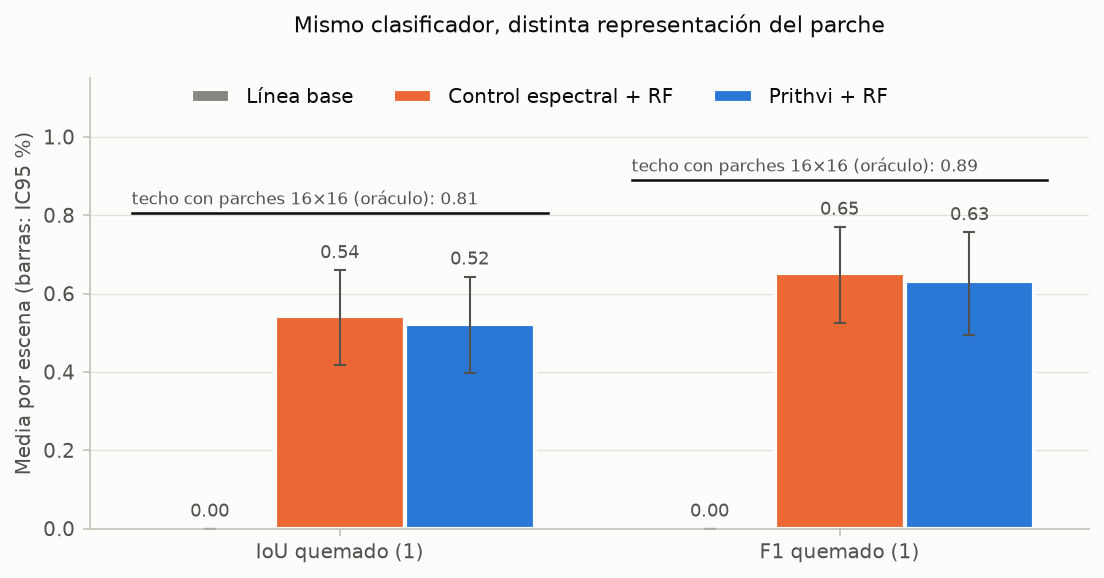 Mismo clasificador, distinta representación del parche
Línea base
Control espectral + RF
Prithvi + RF
Media por escena (barras: IC95 %)
1.0
0.8
0.6
0.4
0.2
0.0
techo con parches 16×16 (oráculo): 0.81
techo con parches 16×16 (oráculo): 0.89
0.00
0.54
0.52
0.00
0.65
0.63
IoU quemado (1)
F1 quemado (1)